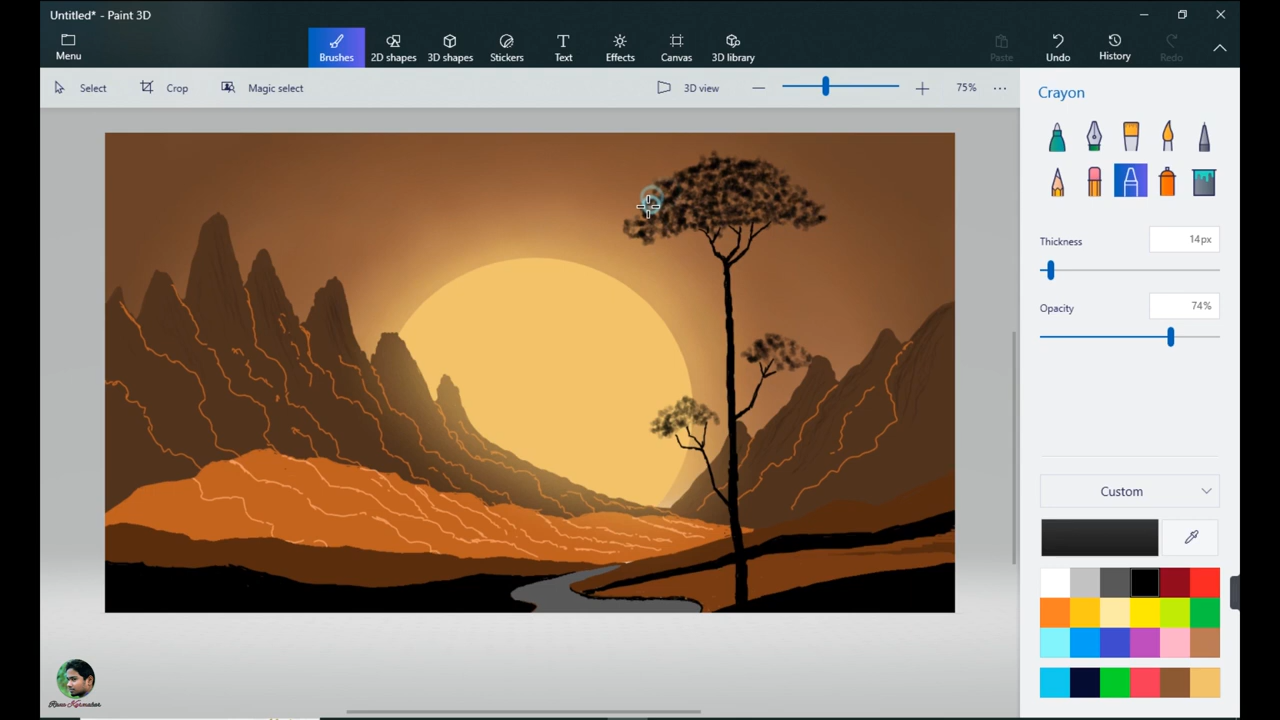 Untitled* - Paint 3D
Menu
Brushes
2D shapes
3D shapes
Stickers
Text
Effects
Canvas
3D library
Paste
Undo
History
Redo
Select
Crop
Magic select
3D view
75%
Crayon
Thickness
14px
Opacity
74%
Custom